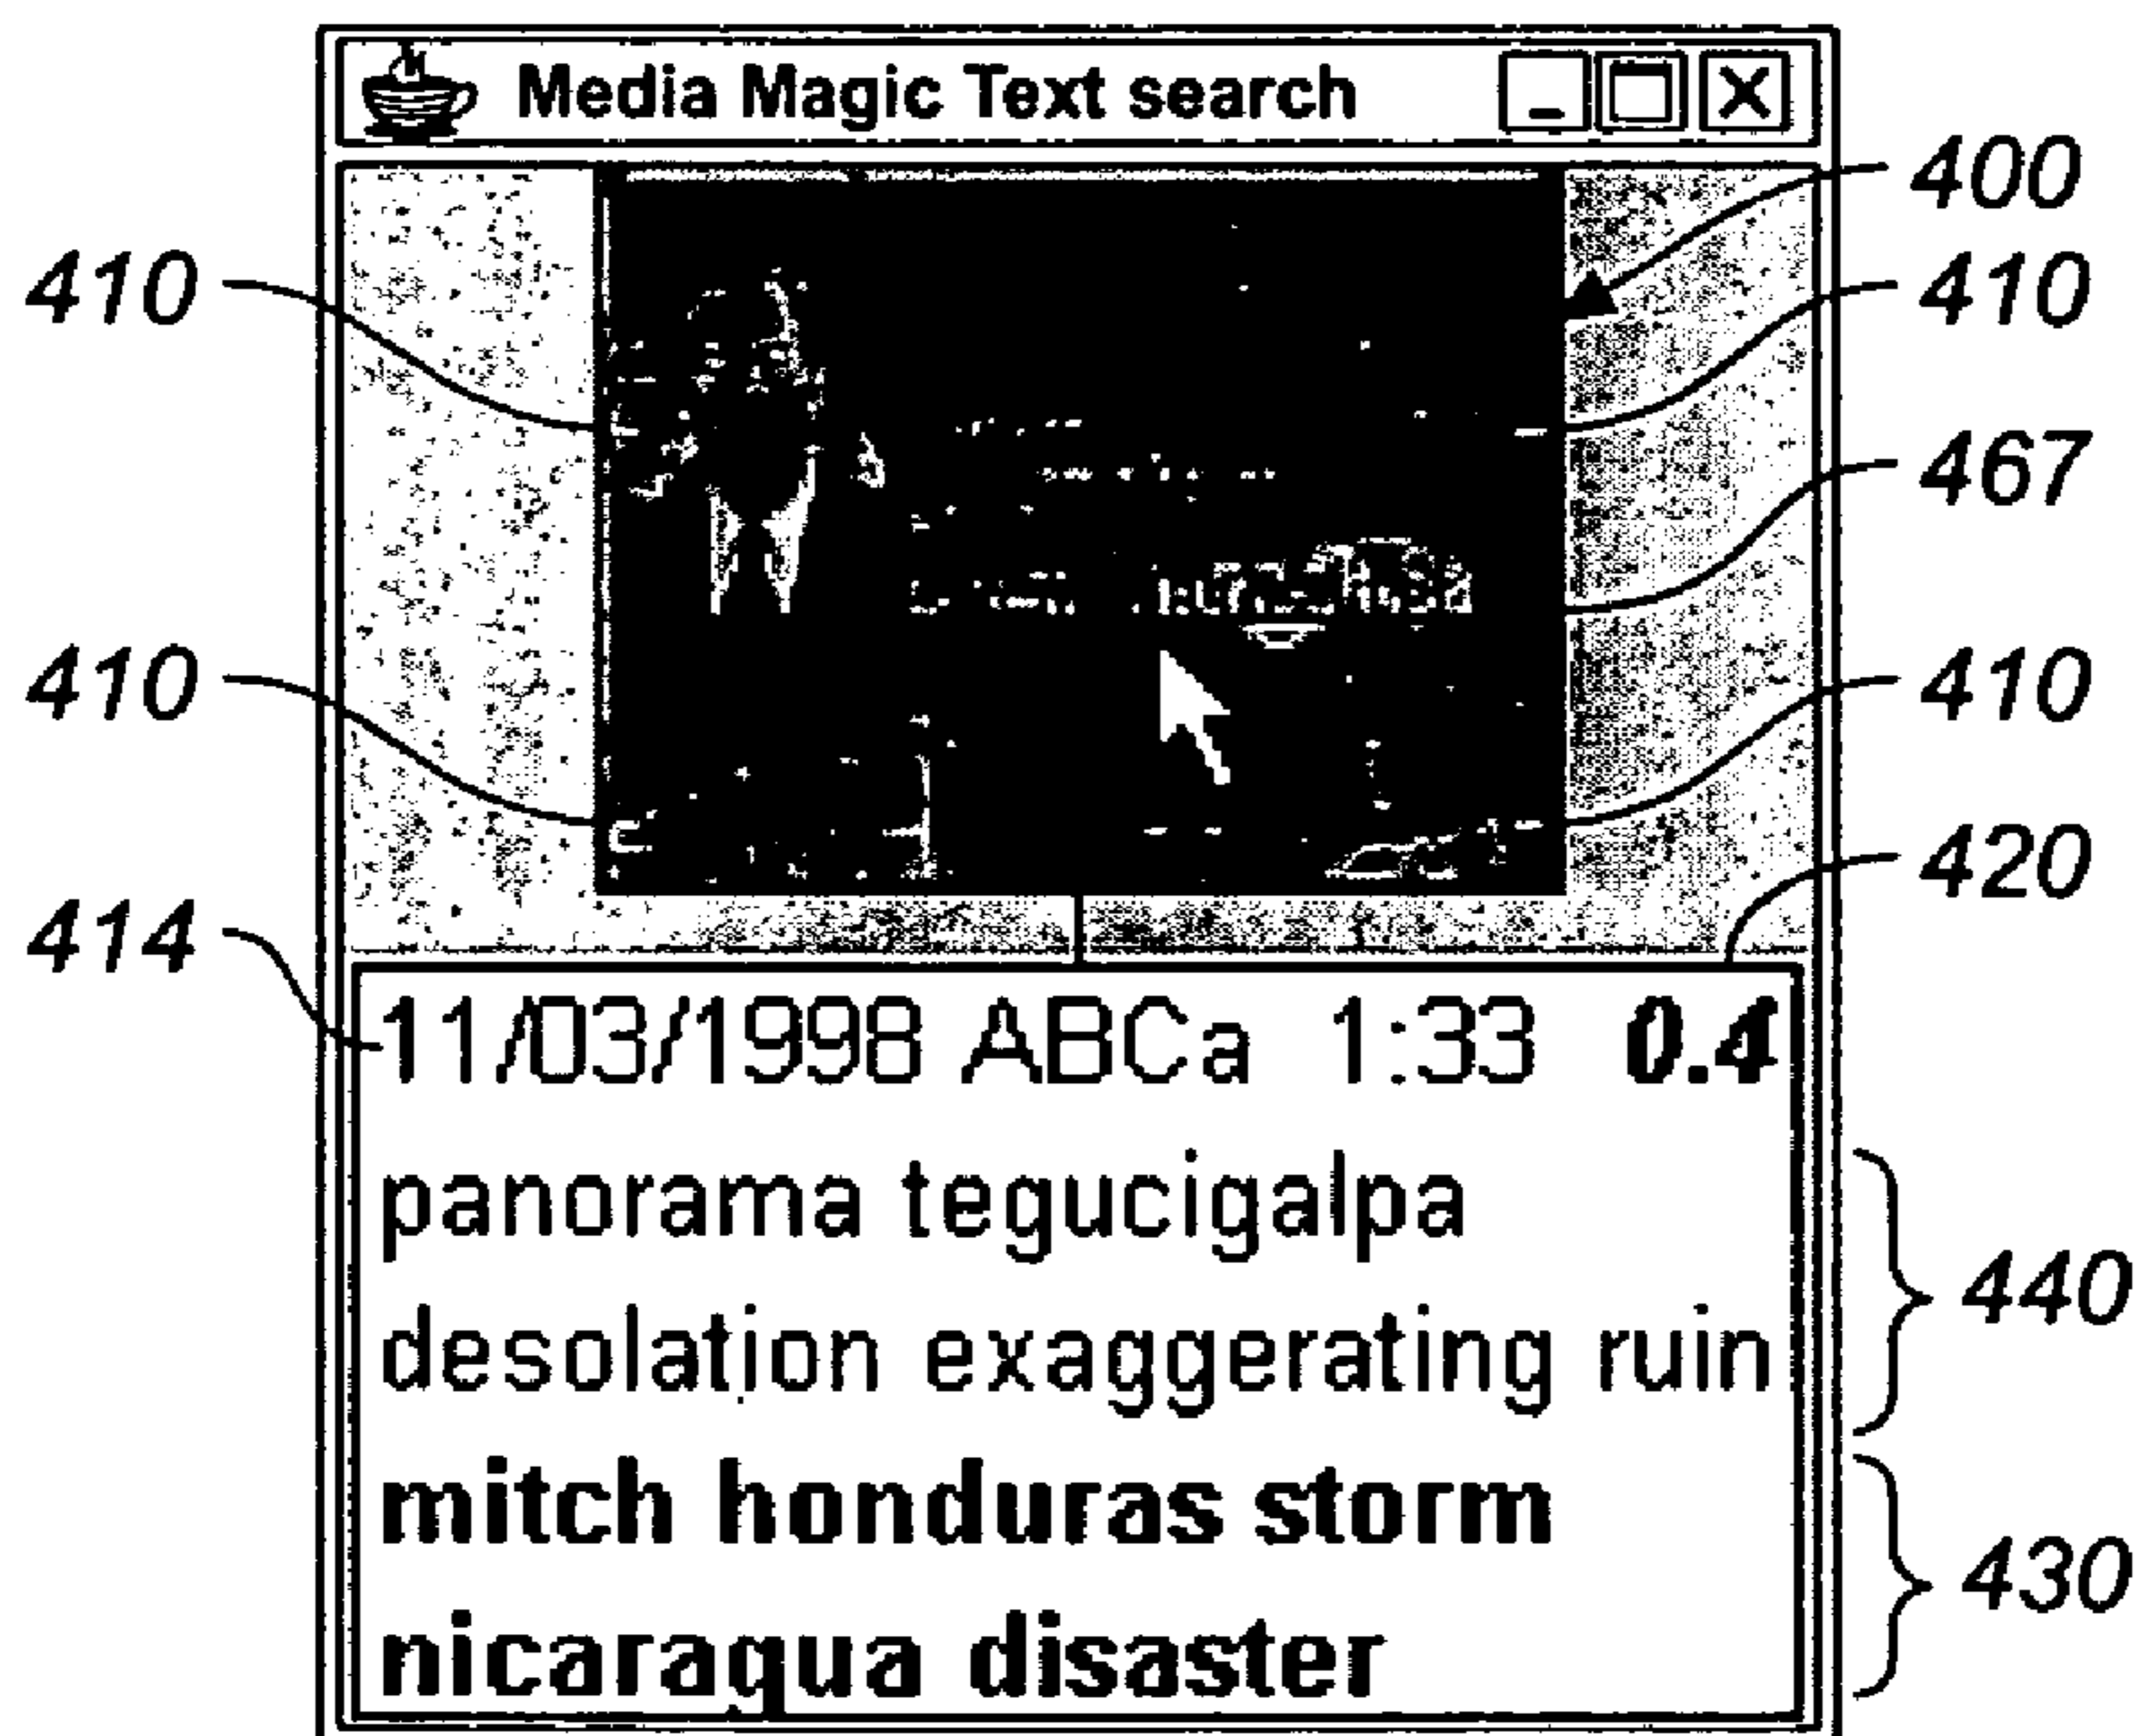 Media Magic Text search
400
410
410
467
410
410
420
414
11/03/1998 ABCa 1:33 0.4
panorama tegucigalpa
desolation exaggerating ruin
440
mitch honduras storm
430
nicaragua disaster